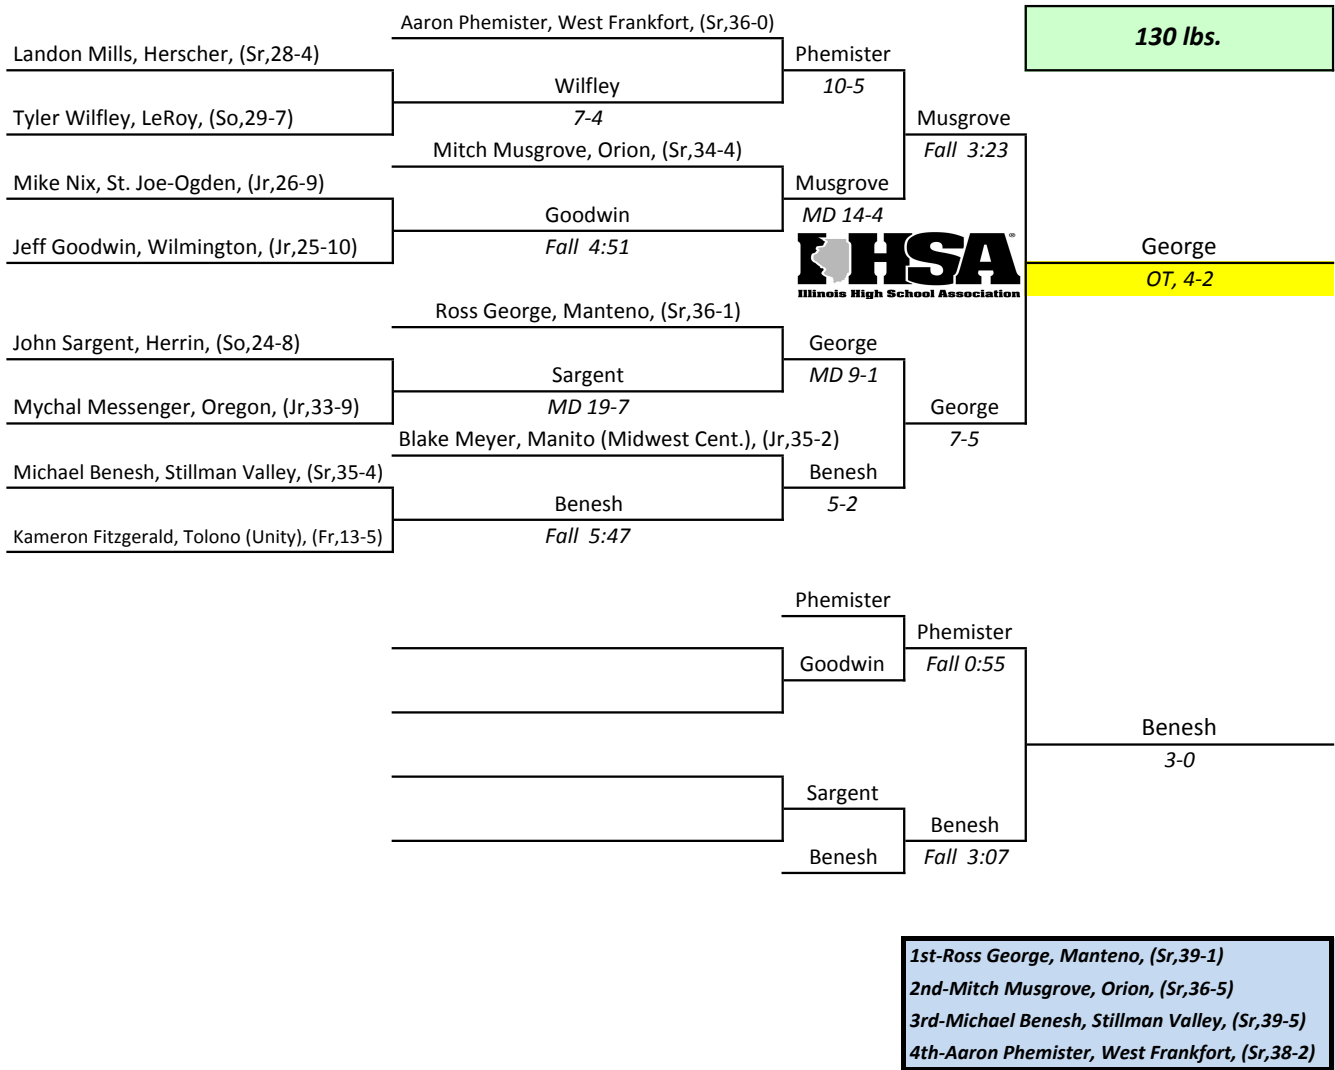 Aaron Phemister, West Frankfort, (Sr,36-0)
130 lbs.
Landon Mills, Herscher, (Sr,28-4)
Phemister
Wilfley
10-5
Tyler Wilfley, LeRoy, (So,29-7)
7-4
Musgrove
Mitch Musgrove, Orion, (Sr,34-4)
Fall 3:23
Mike Nix, St. Joe-Ogden, (Jr,26-9)
Musgrove
Goodwin
MD 14-4
Jeff Goodwin, Wilmington, (Jr,25-10)
Fall 4:51
IHSA
®
Illinois High School Association
George
OT, 4-2
Ross George, Manteno, (Sr,36-1)
John Sargent, Herrin, (So,24-8)
George
Sargent
MD 9-1
Mychal Messenger, Oregon, (Jr,33-9)
MD 19-7
George
Blake Meyer, Manito (Midwest Cent.), (Jr,35-2)
7-5
Michael Benesh, Stillman Valley, (Sr,35-4)
Benesh
Benesh
5-2
Kameron Fitzgerald, Tolono (Unity), (Fr,13-5)
Fall 5:47
Phemister
Phemister
Goodwin
Fall 0:55
Benesh
3-0
Sargent
Benesh
Benesh
Fall 3:07
1st-Ross George, Manteno, (Sr,39-1)
2nd-Mitch Musgrove, Orion, (Sr,36-5)
3rd-Michael Benesh, Stillman Valley, (Sr,39-5)
4th-Aaron Phemister, West Frankfort, (Sr,38-2)